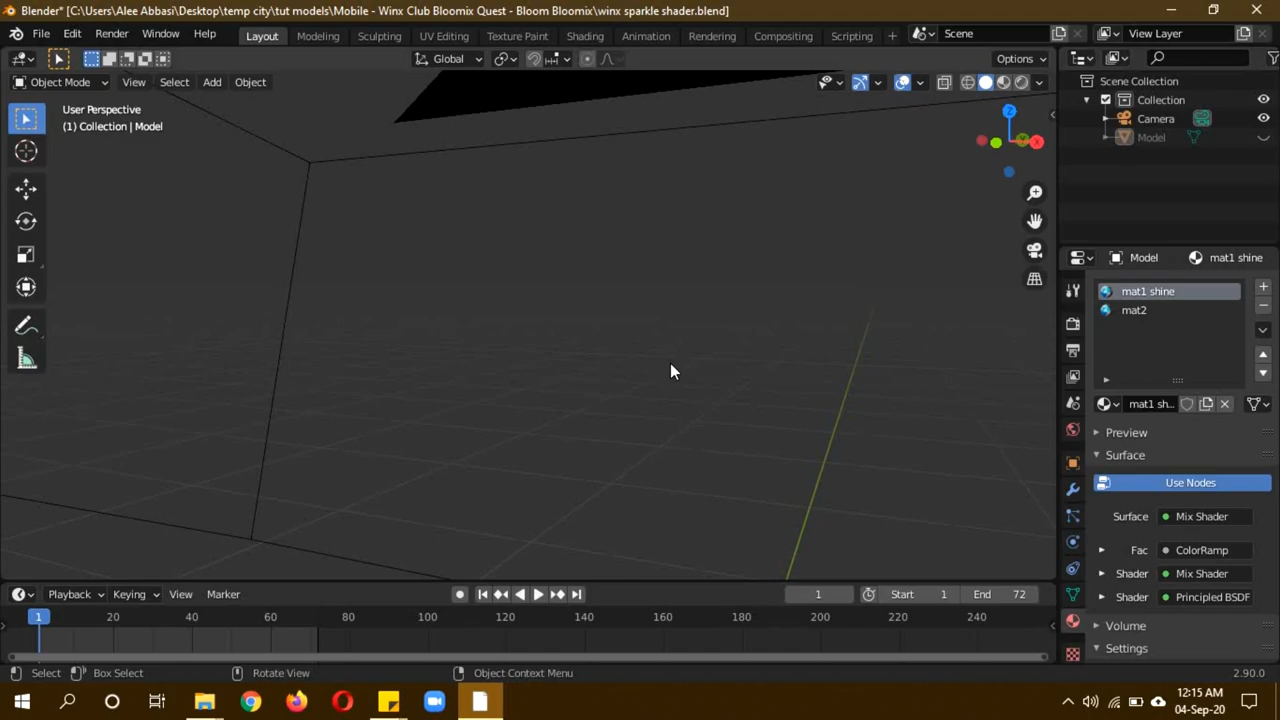 Blender* [C:\Users\Alee Abbasi\Desktop\temp city\tut models\Mobile - Winx Club Bloomix Quest - Bloom Bloomix\winx sparkle shader.blend]
File Edit Render Window Help Layout Modeling Sculpting UV Editing Texture Paint Shading Animation Rendering Compositing Scripting + Scene View Layer
Global Options
Object Mode View Select Add Object
User Perspective
(1) Collection | Model
Z
X
Y
Scene Collection
Collection
Camera
Model
Model mat1 shine
mat1 shine
mat2
mat1 sh...
Preview
Surface
Use Nodes
Surface Mix Shader
Fac ColorRamp
Shader Mix Shader
Shader Principled BSDF
Volume
Settings
Playback Keying View Marker 1 Start 1 End 72
1 20 40 60 80 100 120 140 160 180 200 220 240
Select Box Select Rotate View Object Context Menu 2.90.0
12:15 AM
04-Sep-20